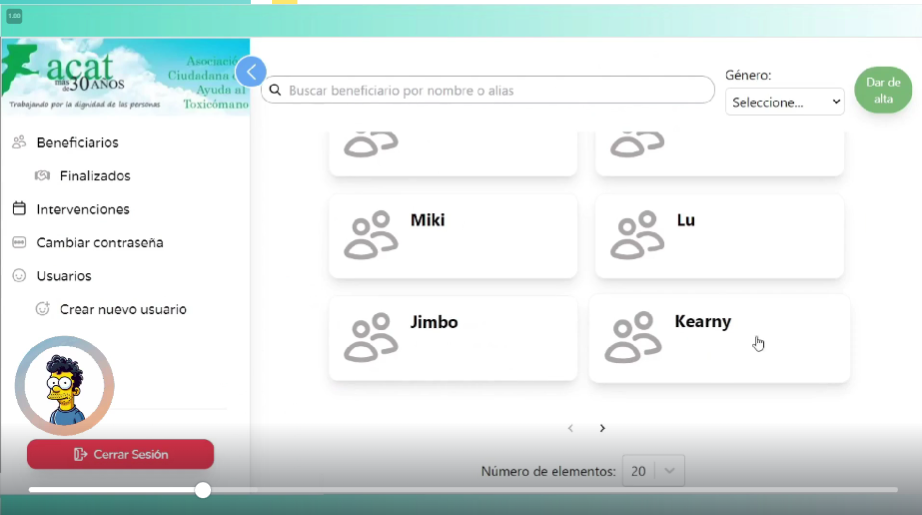 1.00
acat
más de 30 AÑOS
Trabajando por la dignidad de las personas
Asociación
Ciudadana
Ayuda al
Toxicómano
Buscar beneficiario por nombre o alias
Género:
Seleccione...
Dar de
alta
Beneficiarios
Finalizados
Intervenciones
Cambiar contraseña
Usuarios
Crear nuevo usuario
Cerrar Sesión
Miki
Lu
Jimbo
Kearny
Número de elementos:
20